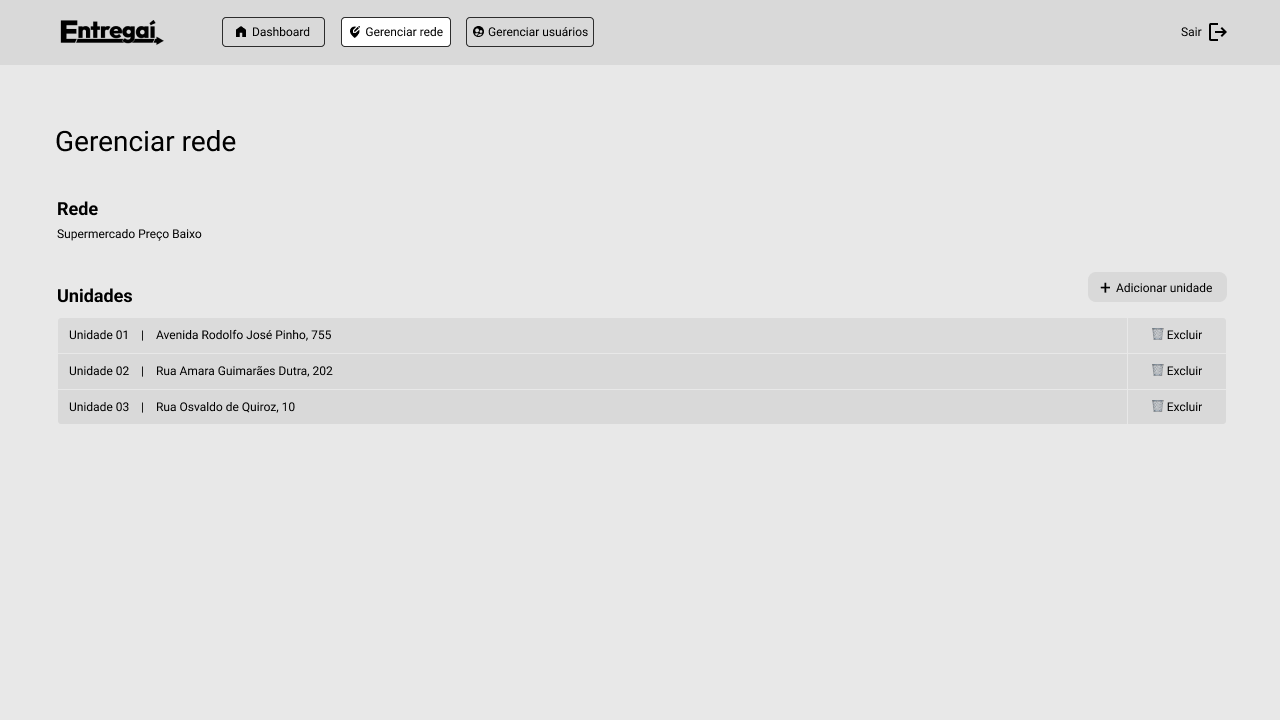 Entregaí
Dashboard
Gerenciar rede
Gerenciar usuários
Sair
Gerenciar rede
Rede
Supermercado Preço Baixo
Unidades
Adicionar unidade
Unidade 01 | Avenida Rodolfo José Pinho, 755
Excluir
Unidade 02 | Rua Amara Guimarães Dutra, 202
Excluir
Unidade 03 | Rua Osvaldo de Quiroz, 10
Excluir